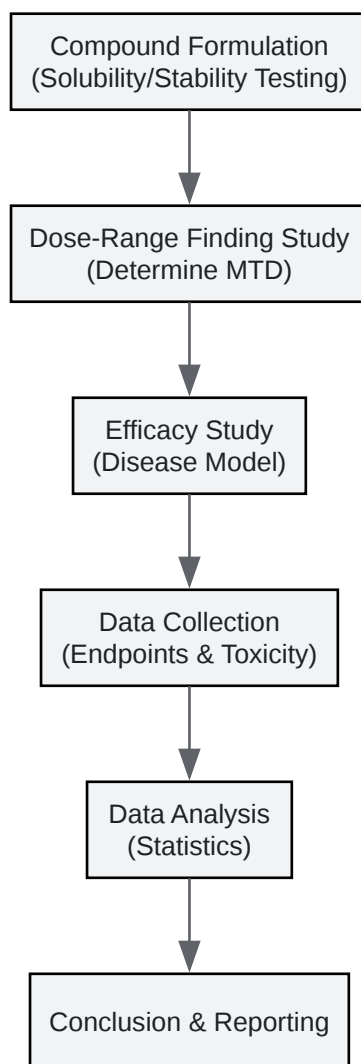 Compound Formulation
(Solubility/Stability Testing)
Dose-Range Finding Study
(Determine MTD)
Efficacy Study
(Disease Model)
Data Collection
(Endpoints & Toxicity)
Data Analysis
(Statistics)
Conclusion & Reporting